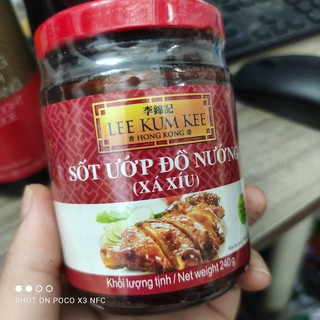 李錦記
LEE KUM KEE
香 HONG KONG 港
SỐT ƯỚP ĐỒ NƯỚNG
(XÁ XÍU)
Khối lượng tịnh / Net weight 240 g
SHOT ON POCO X3 NFC